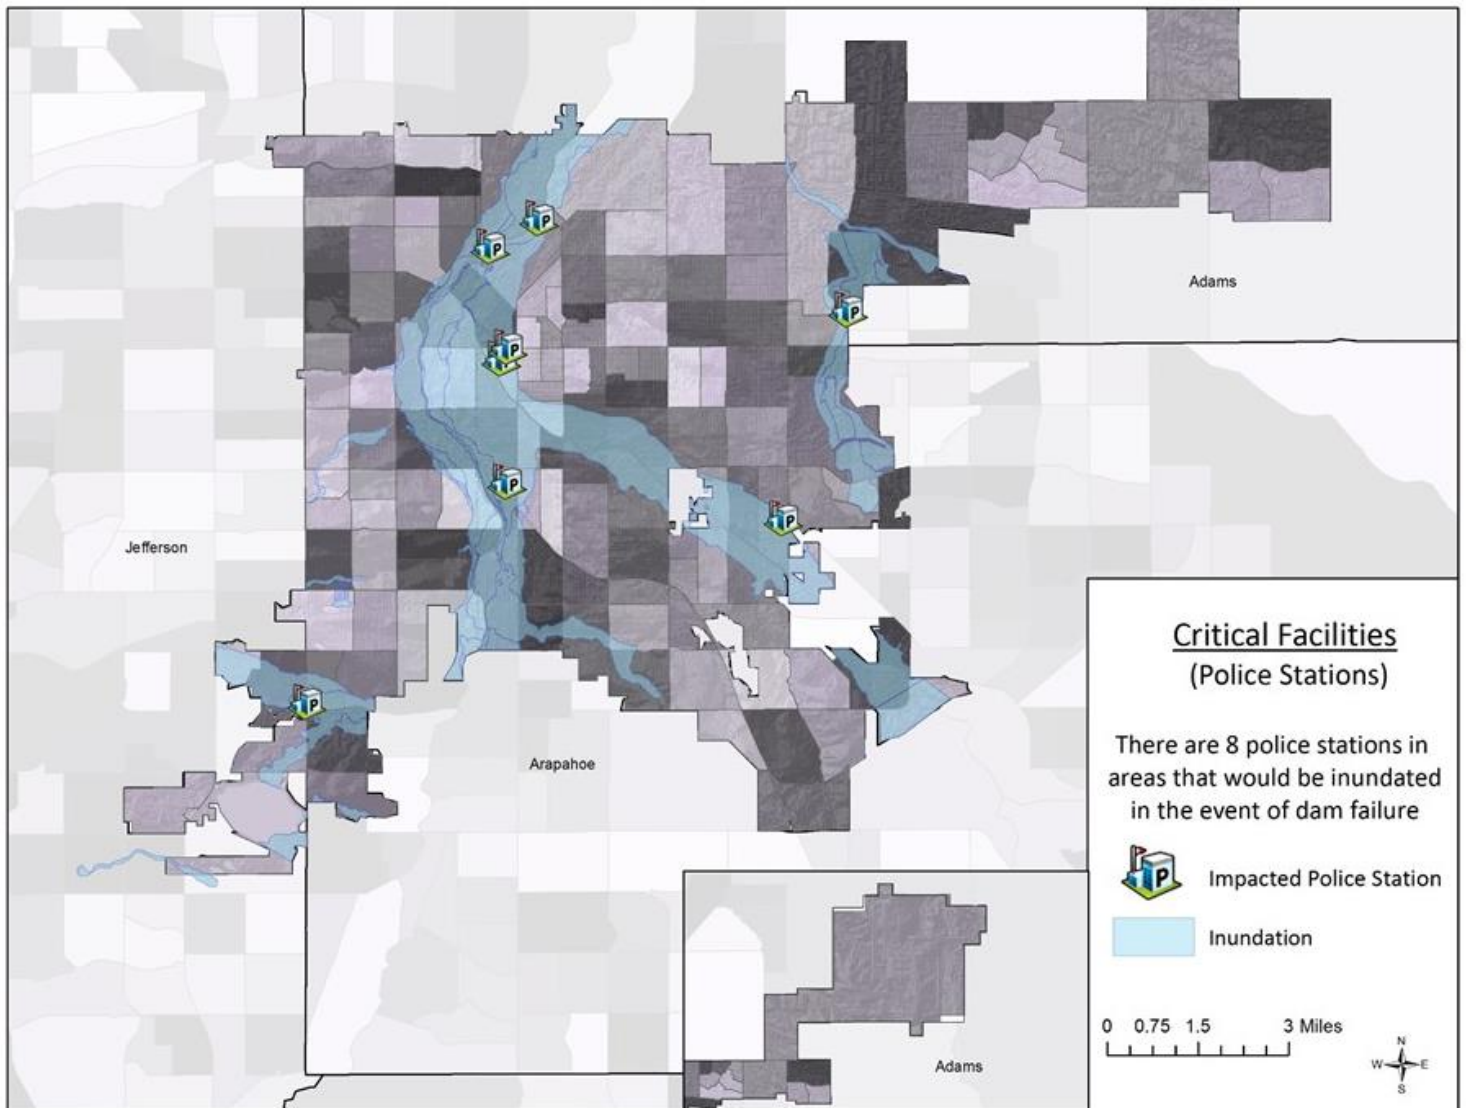 Adams
Jefferson
Arapahoe
Critical Facilities
(Police Stations)
There are 8 police stations in
areas that would be inundated
in the event of dam failure
P
Impacted Police Station
Inundation
0 0.75 1.5 3 Miles
N
W E
S
Adams
P
P
P
P
P
P
P